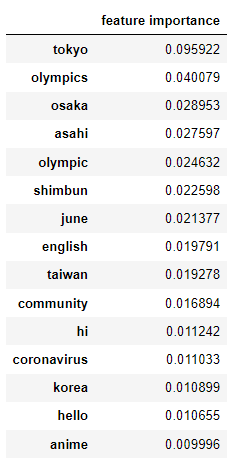 feature importance
tokyo 0.095922
olympics 0.040079
osaka 0.028953
asahi 0.027597
olympic 0.024632
shimbun 0.022598
june 0.021377
english 0.019791
taiwan 0.019278
community 0.016894
hi 0.011242
coronavirus 0.011033
korea 0.010899
hello 0.010655
anime 0.009996